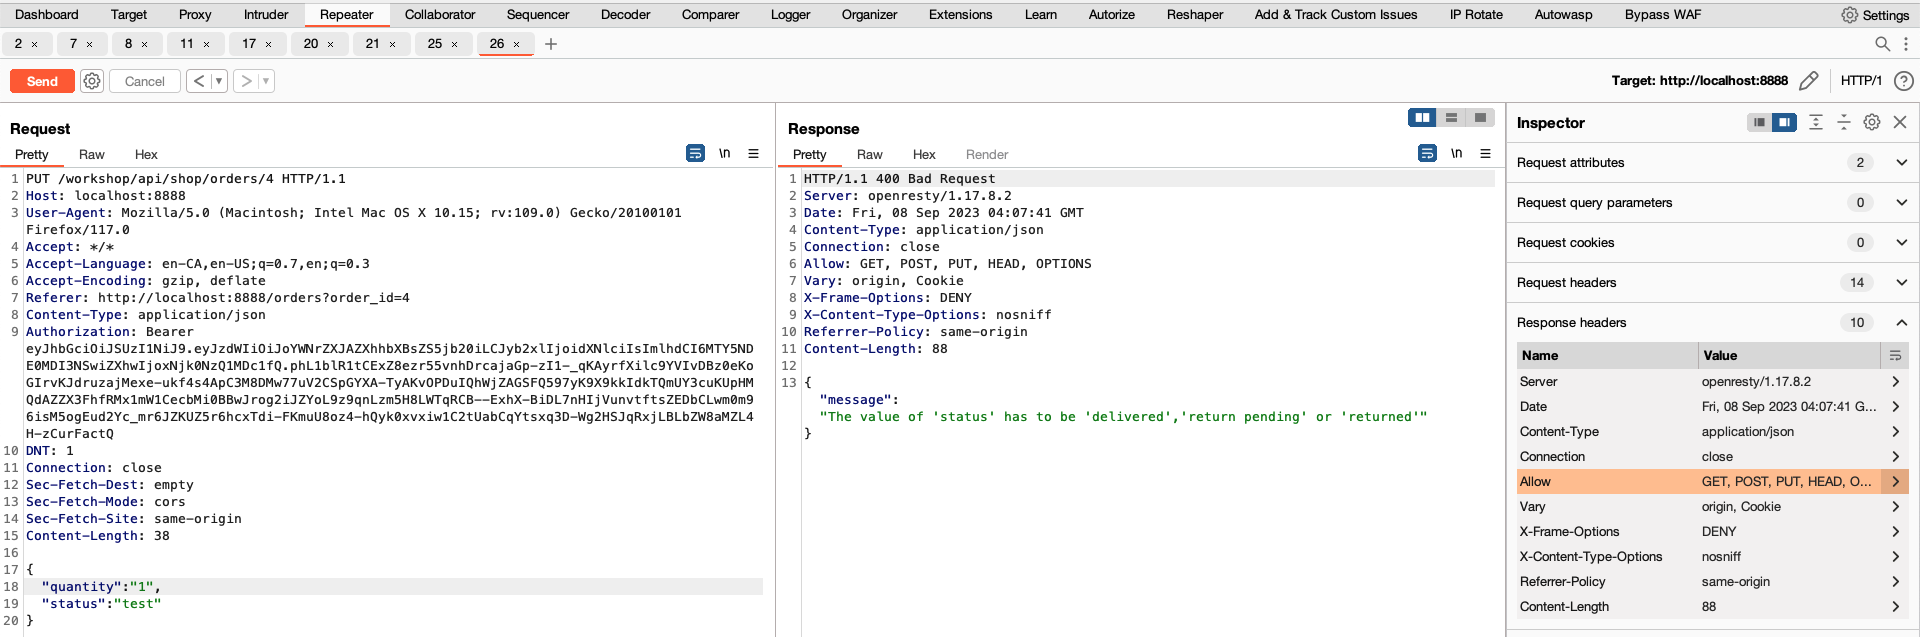 Dashboard Target Proxy Intruder Repeater Collaborator Sequencer Decoder Comparer Logger Organizer Extensions Learn Autorize Reshaper Add & Track Custom Issues IP Rotate Autowasp Bypass WAF Settings
2 × 7 × 8 × 11 × 17 × 20 × 21 × 25 × 26 × +
Send Cancel < > Target: http://localhost:8888 HTTP/1 ?
Request
Pretty Raw Hex \n
1 PUT /workshop/api/shop/orders/4 HTTP/1.1
2 Host: localhost:8888
3 User-Agent: Mozilla/5.0 (Macintosh; Intel Mac OS X 10.15; rv:109.0) Gecko/20100101
Firefox/117.0
4 Accept: */*
5 Accept-Language: en-CA,en-US;q=0.7,en;q=0.3
6 Accept-Encoding: gzip, deflate
7 Referer: http://localhost:8888/orders?order_id=4
8 Content-Type: application/json
9 Authorization: Bearer
eyJhbGciOiJSUzI1NiJ9.eyJzdWIiOiJoYWNrZXJAZXhhbXBsZS5jb20iLCJyb2xlIjoidXNlciIsImlhdCI6MTY5ND
E0MDI3NSwiZXhwIjoxNjk0NzQ1MDc1fQ.phL1blR1tCExZ8ezr55vnhDrcajaGp-zI1-_qKAyrfXilc9YVIvDBz0eKo
GIrvKJdruzajMexe-ukf4s4ApC3M8DMw77uV2CSpGYXA-TyAKvOPDuIQhWjZAGSFQ597yK9X9kkIdkTQmUY3cuKUpHM
QdAZZX3FhfRMx1mW1CecbMi0BBwJrog2iJZYoL9z9qnLzm5H8LWTqRCB--ExhX-BiDL7nHIjVunvtftsZEDbCLwm0m9
6isM5ogEud2Yc_mr6JZKUZ5r6hcxTdi-FKmuU8oz4-hQyk0xvxiw1C2tUabCqYtsxq3D-Wg2HSJqRxjLBLbZW8aMZL4
H-zCurFactQ
10 DNT: 1
11 Connection: close
12 Sec-Fetch-Dest: empty
13 Sec-Fetch-Mode: cors
14 Sec-Fetch-Site: same-origin
15 Content-Length: 38
16
17 {
18 "quantity":"1",
19 "status":"test"
20 }
Response
Pretty Raw Hex Render \n
1 HTTP/1.1 400 Bad Request
2 Server: openresty/1.17.8.2
3 Date: Fri, 08 Sep 2023 04:07:41 GMT
4 Content-Type: application/json
5 Connection: close
6 Allow: GET, POST, PUT, HEAD, OPTIONS
7 Vary: origin, Cookie
8 X-Frame-Options: DENY
9 X-Content-Type-Options: nosniff
10 Referrer-Policy: same-origin
11 Content-Length: 88
12
13 {
"message":
"The value of 'status' has to be 'delivered','return pending' or 'returned'"
}
Inspector
Request attributes 2
Request query parameters 0
Request cookies 0
Request headers 14
Response headers 10
Name Value
Server openresty/1.17.8.2
Date Fri, 08 Sep 2023 04:07:41 G...
Content-Type application/json
Connection close
Allow GET, POST, PUT, HEAD, O...
Vary origin, Cookie
X-Frame-Options DENY
X-Content-Type-Options nosniff
Referrer-Policy same-origin
Content-Length 88